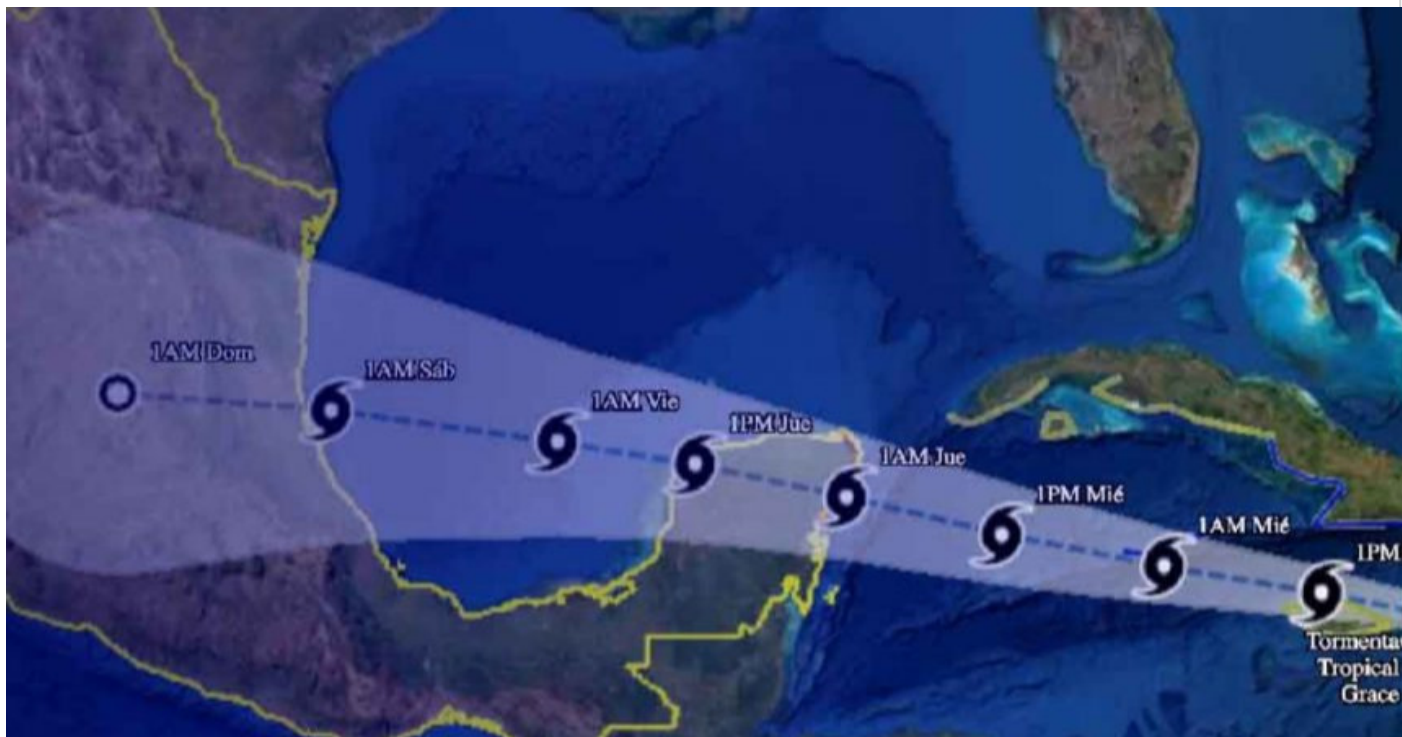 1AM Dom
1AM Sáb
1AM Vie
1PM Jue
1AM Jue
1PM Mié
1AM Mié
1PM
Tormenta
Tropical
Grace